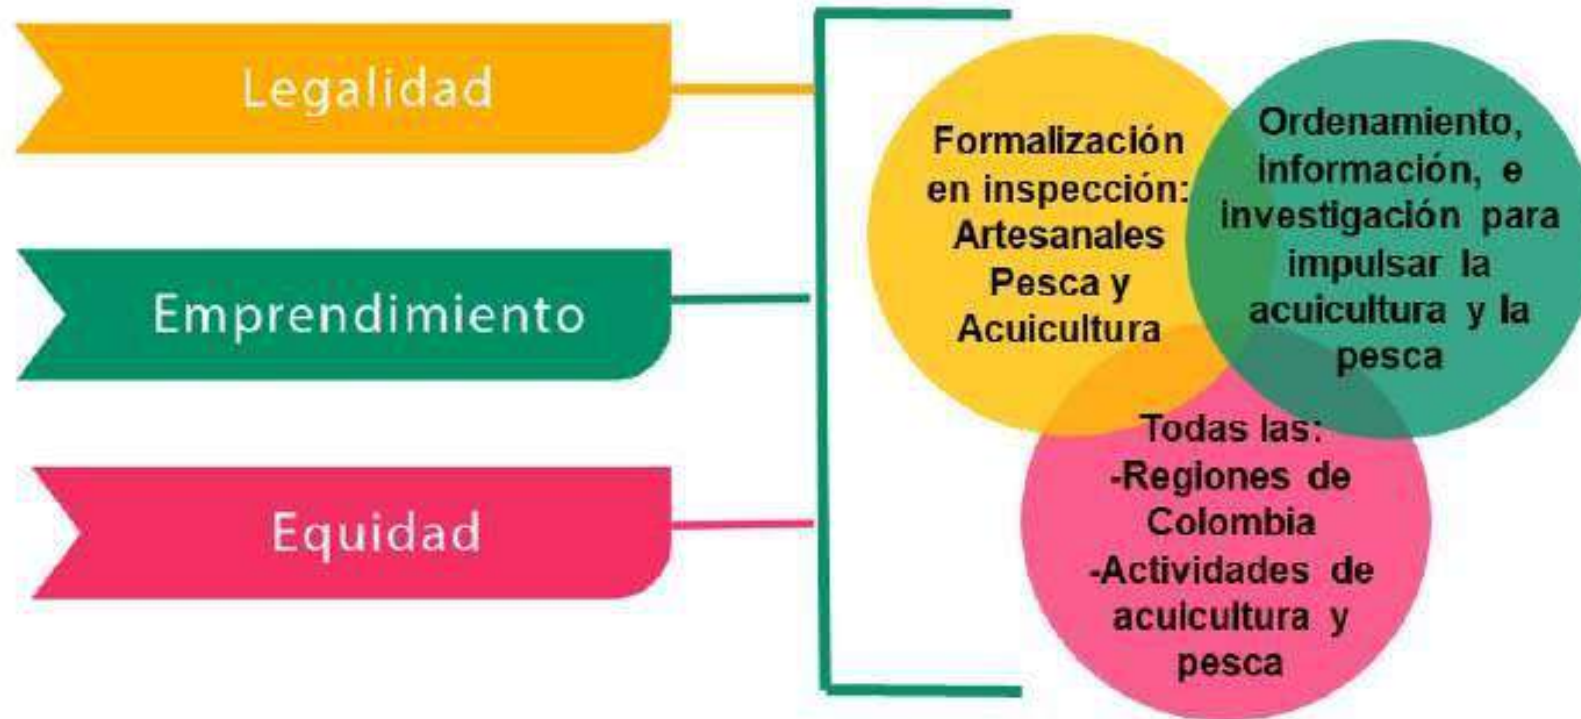 Legalidad
Emprendimiento
Equidad
Formalización
en inspección:
Artesanales
Pesca y
Acuicultura
Ordenamiento,
información, e
investigación para
impulsar la
acuicultura y la
pesca
Todas las:
-Regiones de
Colombia
-Actividades de
acuicultura y
pesca